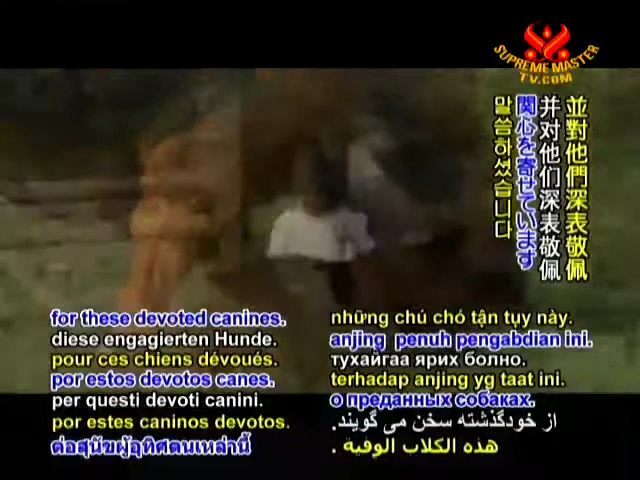 SUPREME MASTER
TV.COM
並對他們深表敬佩
并对他们深表敬佩
関心を寄せています
말씀하셨습니다
for these devoted canines.
diese engagierten Hunde.
pour ces chiens dévoués.
por estos devotos canes.
per questi devoti canini.
por estes caninos devotos.
ต่อสุนัขผู้อุทิศตนเหล่านี้
những chú chó tận tụy này.
anjing penuh pengabdian ini.
тухайгаа ярих болно.
terhadap anjing yg taat ini.
о преданных собаках.
از خودگذشته سخن می گویند.
هذه الكلاب الوفية .